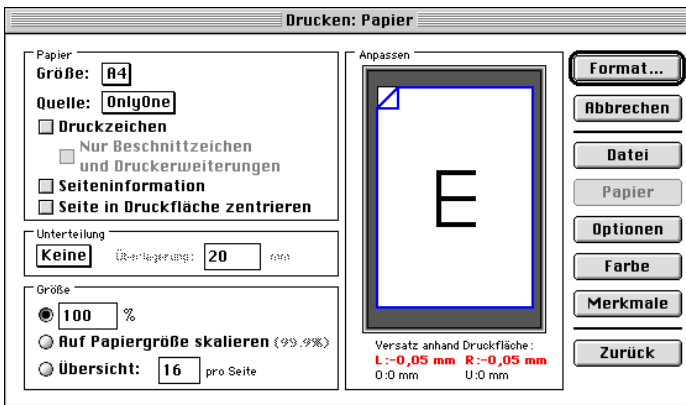 Drucken: Papier
Papier
Größe: A4
Quelle: OnlyOne
Druckzeichen
Nur Beschnittzeichen
und Druckerweiterungen
Seiteninformation
Seite in Druckfläche zentrieren
Unterteilung
Keine Überlagerung: 20 mm
Größe
100 %
Auf Papiergröße skalieren (99.9%)
Übersicht: 16 pro Seite
Anpassen
E
Versatz anhand Druckfläche:
L:-0,05 mm R:-0,05 mm
O:0 mm U:0 mm
Format...
Abbrechen
Datei
Papier
Optionen
Farbe
Merkmale
Zurück